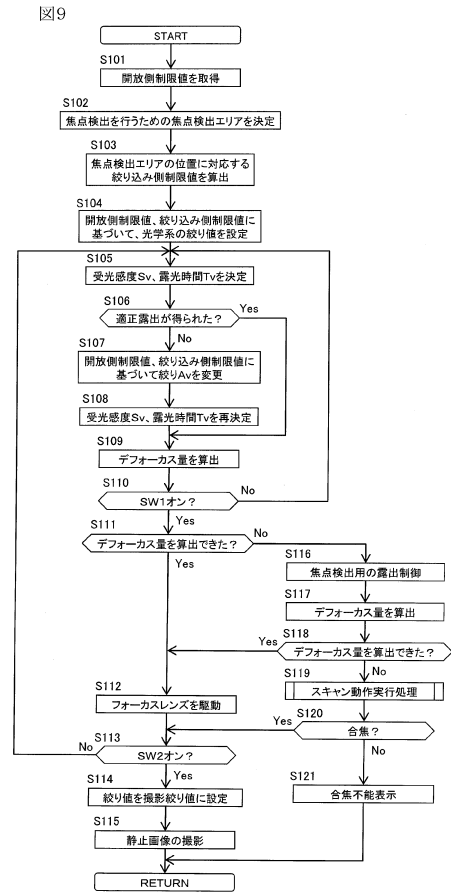 図9
START
S101
開放側制限値を取得
S102
焦点検出を行うための焦点検出エリアを決定
S103
焦点検出エリアの位置に対応する
絞り込み側制限値を算出
S104
開放側制限値、絞り込み側制限値に
基づいて、光学系の絞り値を設定
S105
受光感度Sv、露光時間Tvを決定
S106
適正露出が得られた？
Yes
No
S107
開放側制限値、絞り込み側制限値に
基づいて絞りAvを変更
S108
受光感度Sv、露光時間Tvを再決定
S109
デフォーカス量を算出
S110
SW1オン？
No
Yes
S111
デフォーカス量を算出できた？
No
Yes
S116
焦点検出用の露出制御
S117
デフォーカス量を算出
S118
デフォーカス量を算出できた？
Yes
No
S119
スキャン動作実行処理
S112
フォーカスレンズを駆動
S120
合焦？
Yes
No
S113
SW2オン？
No
Yes
S121
合焦不能表示
S114
絞り値を撮影絞り値に設定
S115
静止画像の撮影
RETURN